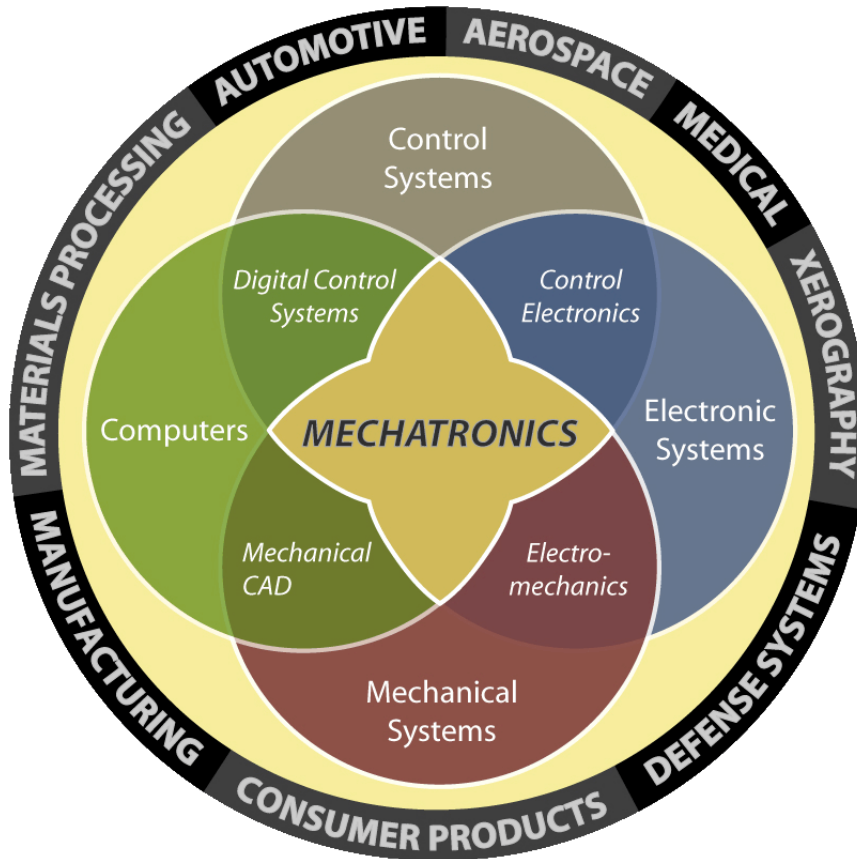 AUTOMOTIVE
AEROSPACE
MEDICAL
XEROGRAPHY
DEFENSE SYSTEMS
CONSUMER PRODUCTS
MANUFACTURING
MATERIALS PROCESSING
Control
Systems
Digital Control
Systems
Control
Electronics
Computers
MECHATRONICS
Electronic
Systems
Mechanical
CAD
Electro-
mechanics
Mechanical
Systems